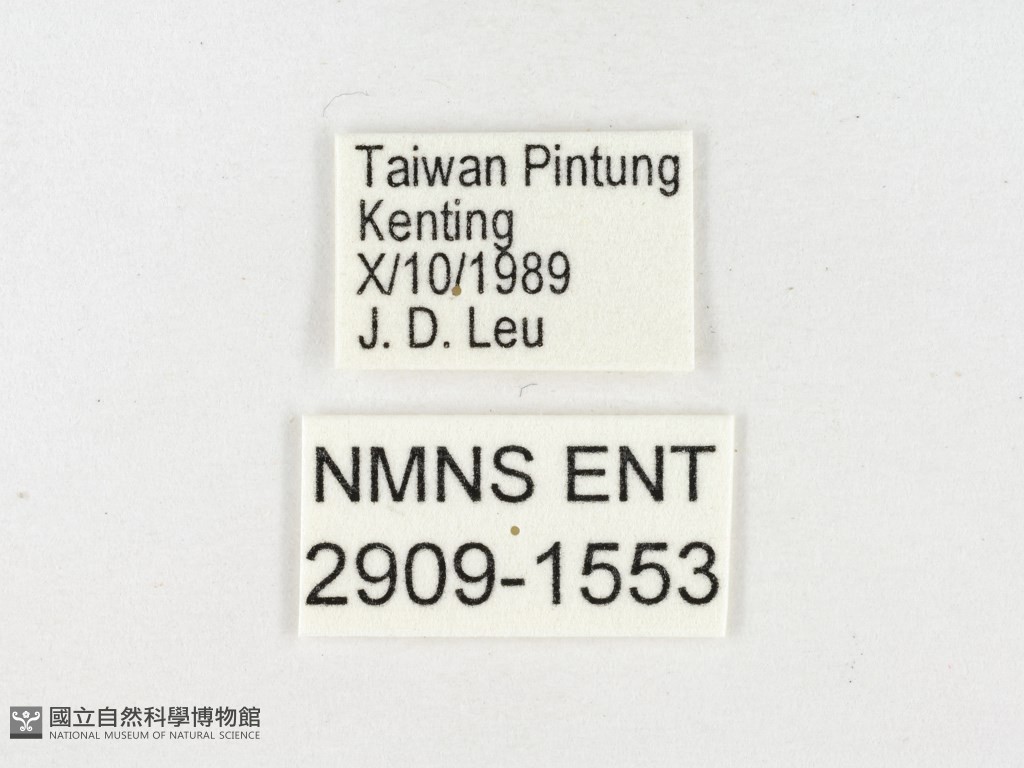 Taiwan Pintung
Kenting
X/10/1989
J. D. Leu
NMNS ENT
2909-1553
國立自然科學博物館
NATIONAL MUSEUM OF NATURAL SCIENCE